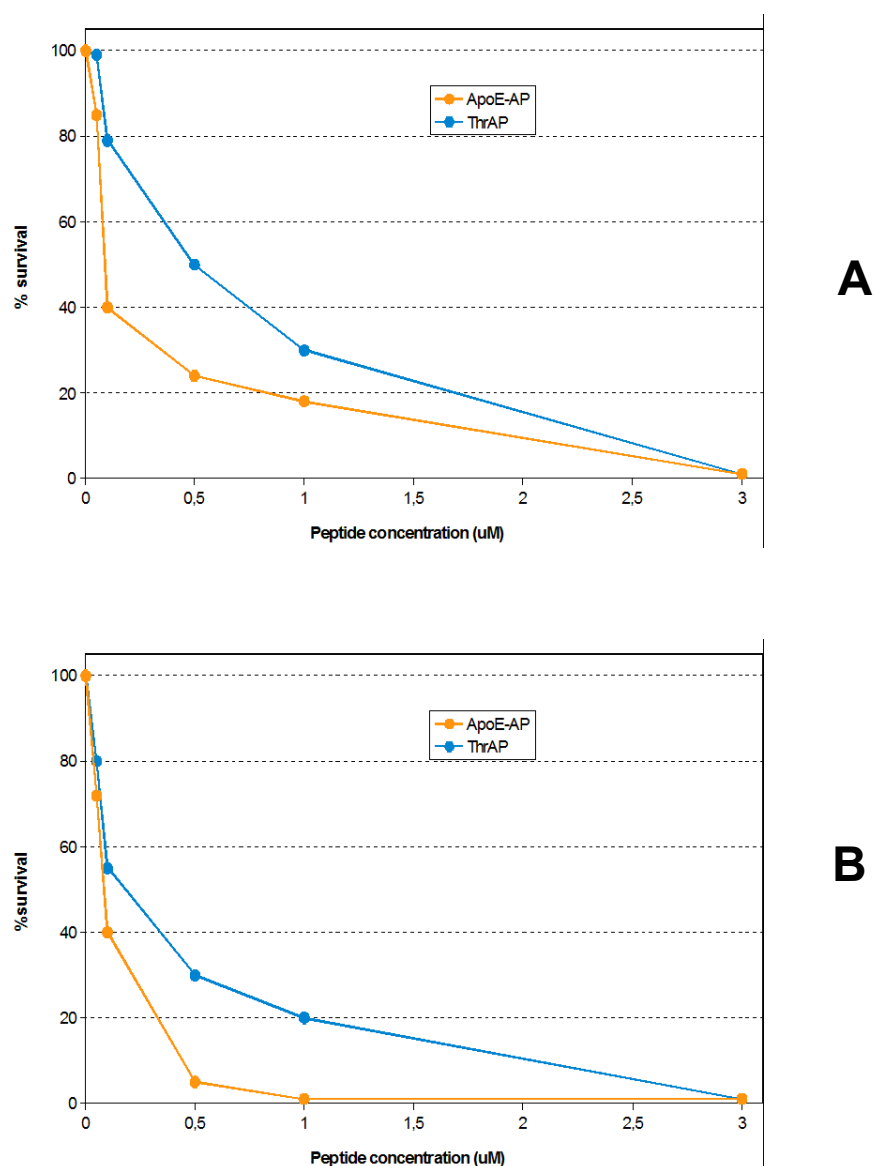 100
80
60
40
20
0
% survival
ApoE-AP
ThrAP
0 0,5 1 1,5 2 2,5 3
Peptide concentration (uM)
A
100
80
60
40
20
0
%survival
ApoE-AP
ThrAP
0 0,5 1 1,5 2 2,5 3
Peptide concentration (uM)
B